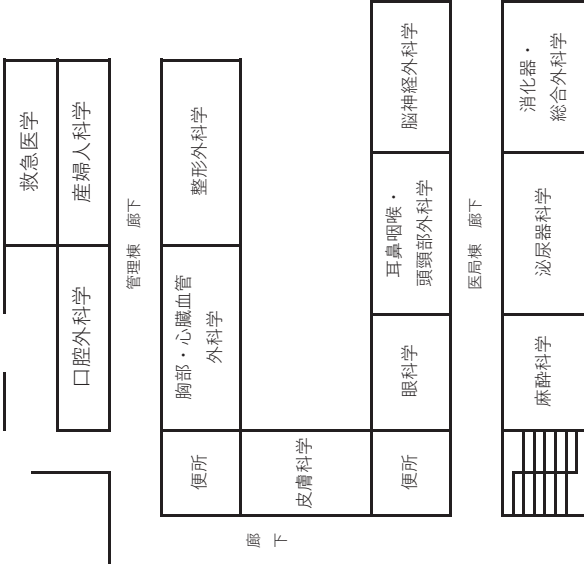 救急医学
産婦人科学
口腔外科学
管理棟　廊下
整形外科学
胸部・心臓血管
外科学
便所
皮膚科学
廊　下
脳神経外科学
耳鼻咽喉・
頭頸部外科学
眼科学
便所
医局棟　廊下
消化器・
総合外科学
泌尿器科学
麻酔科学